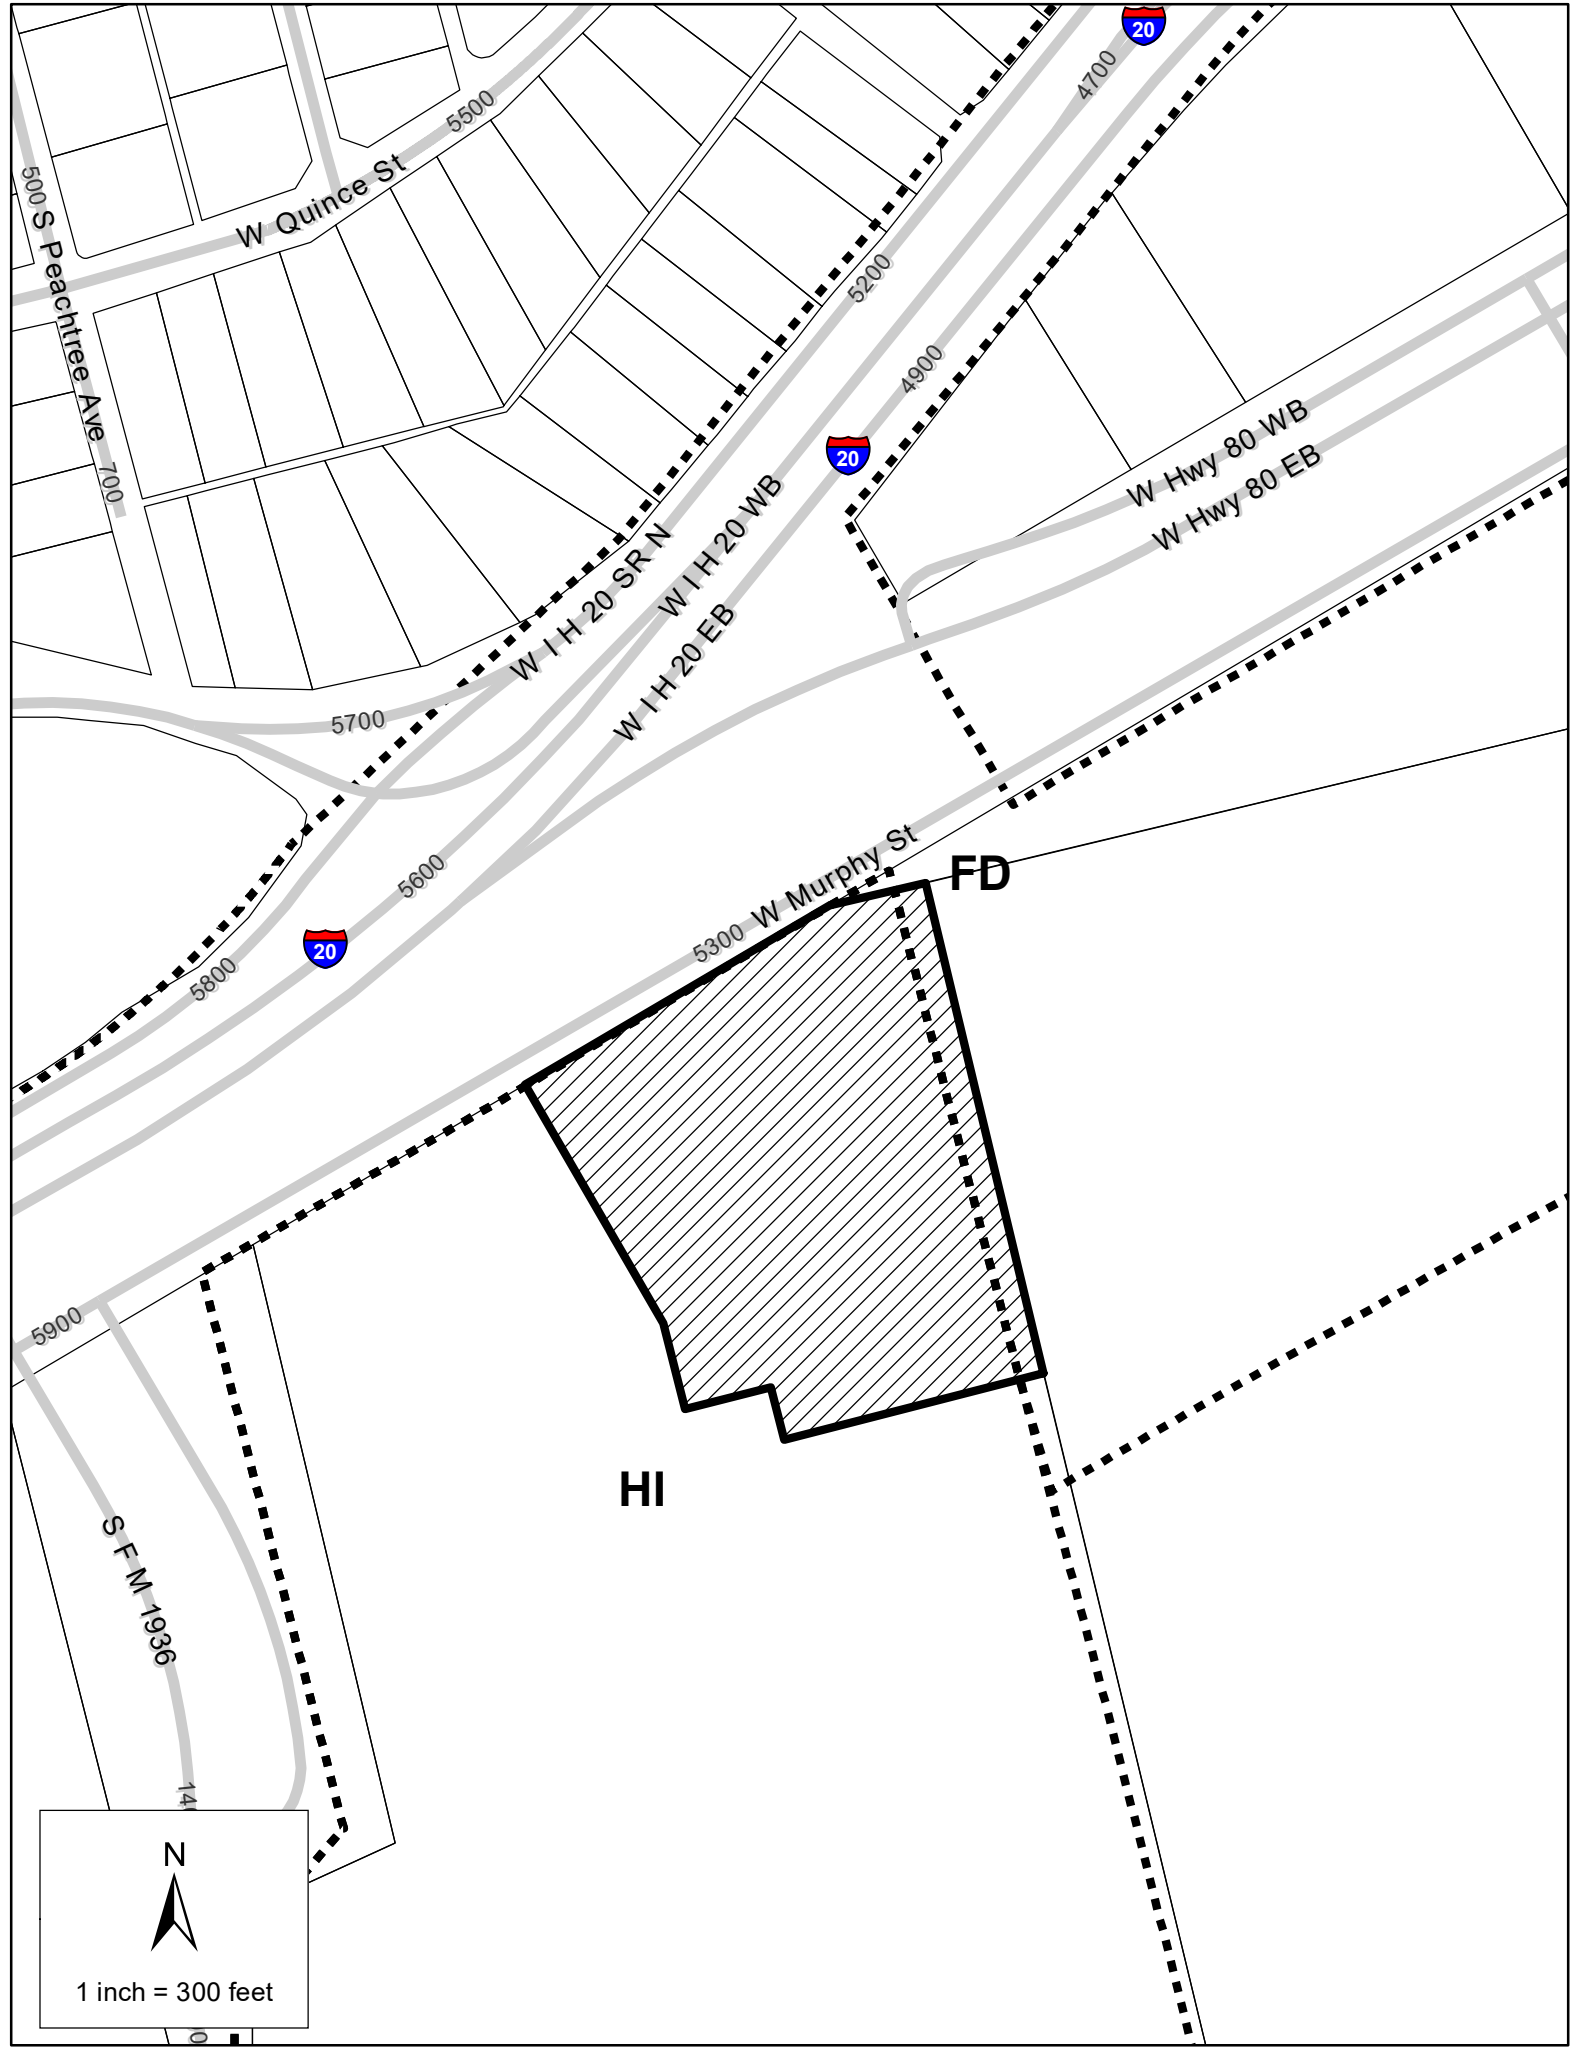 20
4700
5500
500
W Quince St
S Peachtree Ave
5200
4900
700
20
W Hwy 80 WB
W Hwy 80 EB
W I H 20 SR N
W I H 20 WB
W I H 20 EB
5700
5600
W Murphy St
FD
5300
20
5800
5900
HI
S F M 1936
N
1 inch = 300 feet